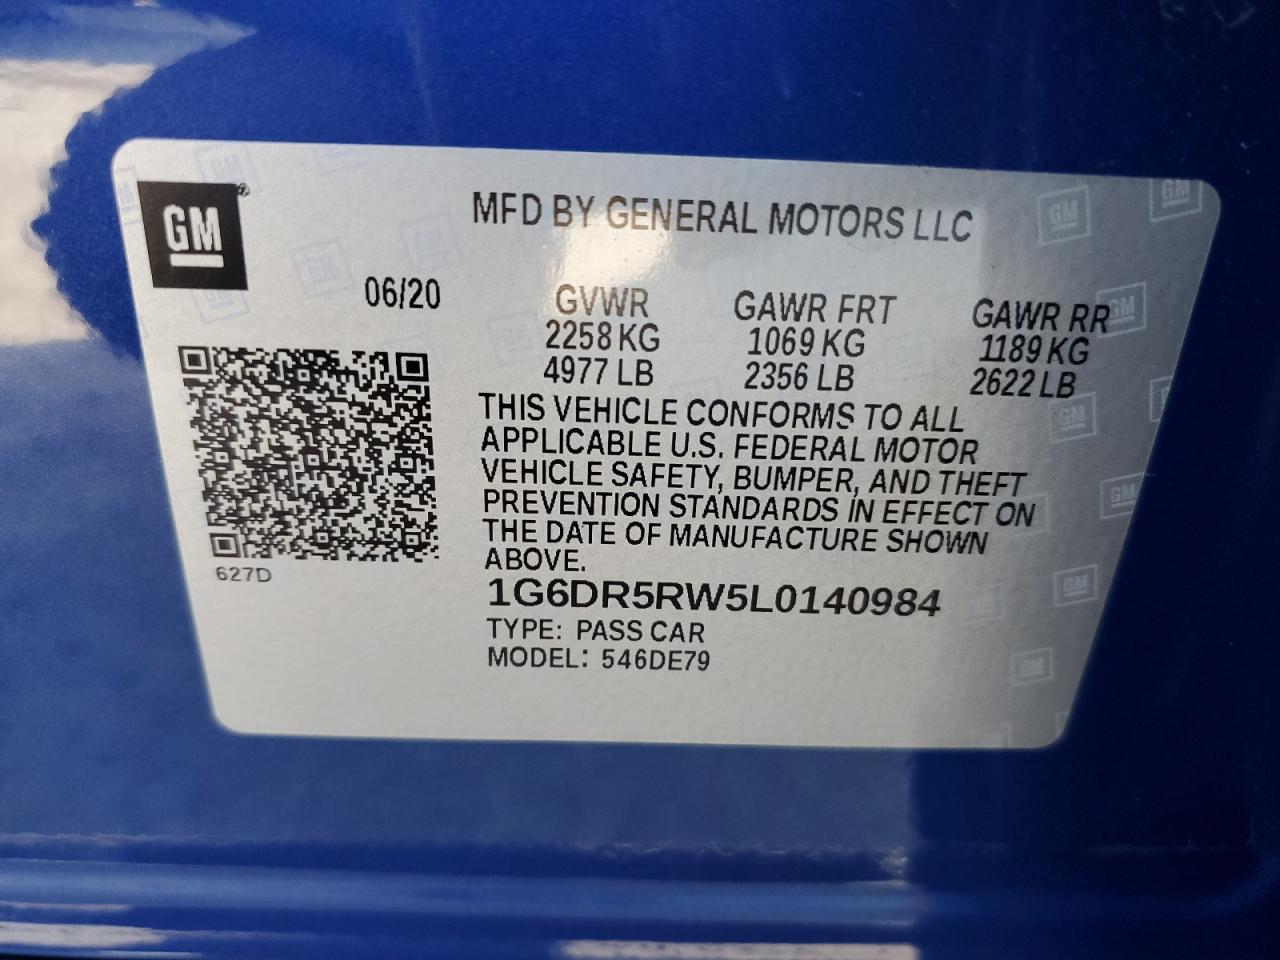 GM
MFD BY GENERAL MOTORS LLC
06/20
GVWR GAWR FRT GAWR RR
2258 KG 1069 KG 1189 KG
4977 LB 2356 LB 2622 LB
THIS VEHICLE CONFORMS TO ALL
APPLICABLE U.S. FEDERAL MOTOR
VEHICLE SAFETY, BUMPER, AND THEFT
PREVENTION STANDARDS IN EFFECT ON
THE DATE OF MANUFACTURE SHOWN
ABOVE.
627D
1G6DR5RW5L0140984
TYPE: PASS CAR
MODEL: 546DE79